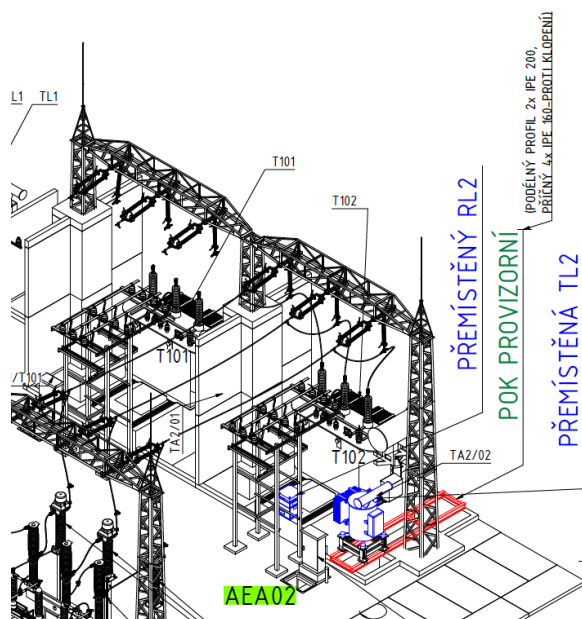 L1
TL1
T101
T102
(PODÉLNÝ PROFIL 2x IPE 200,
PŘÍČNÝ 4x IPE 160-PROTI KLOPENÍ)
PŘEMÍSTĚNÝ RL2
POK PROVIZORNÍ
PŘEMÍSTĚNÁ TL2
T101
/T101
TA2/01
T102
TA2/02
AEA02